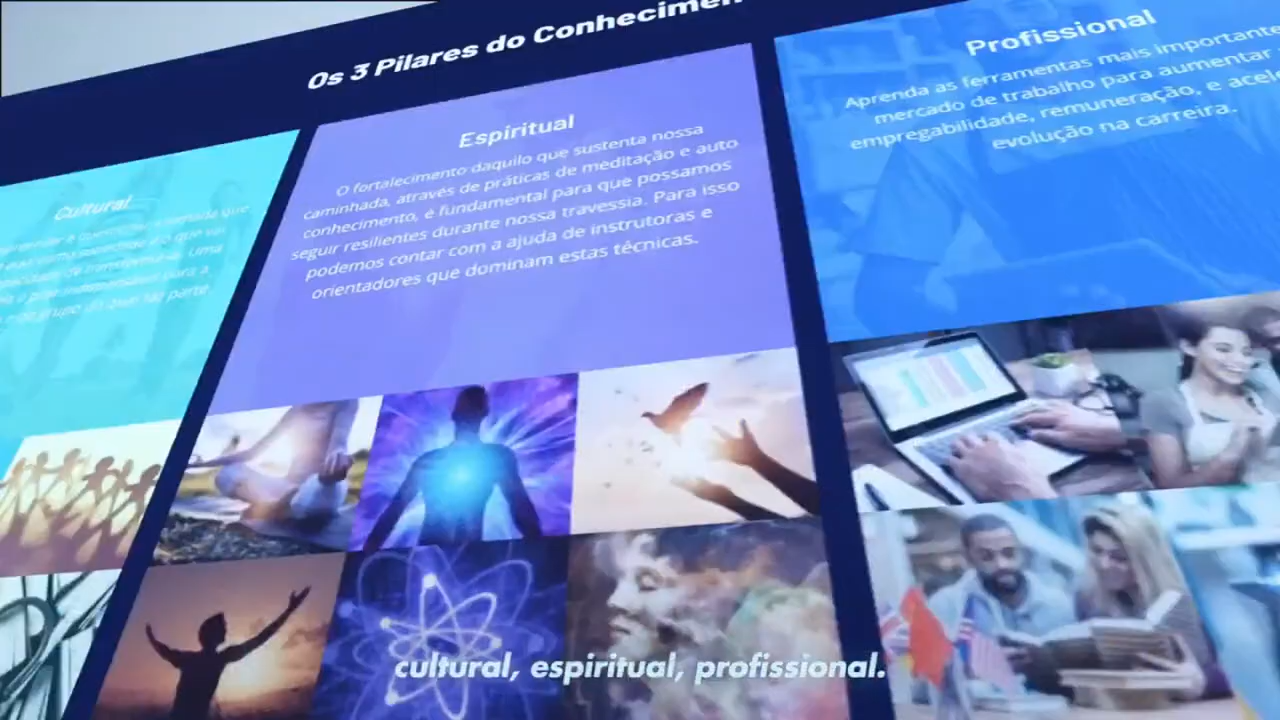 Os 3 Pilares do Conhecimen
Cultural
Espiritual
O fortalecimento daquilo que sustenta nossa
caminhada, através de práticas de meditação e auto
conhecimento, é fundamental para que possamos
seguir resilientes durante nossa travessia. Para isso
podemos contar com a ajuda de instrutoras e
orientadores que dominam estas técnicas.
Profissional
Aprenda as ferramentas mais importante
mercado de trabalho para aumentar
empregabilidade, remuneração, e acele
evolução na carreira.
cultural, espiritual, profissional.